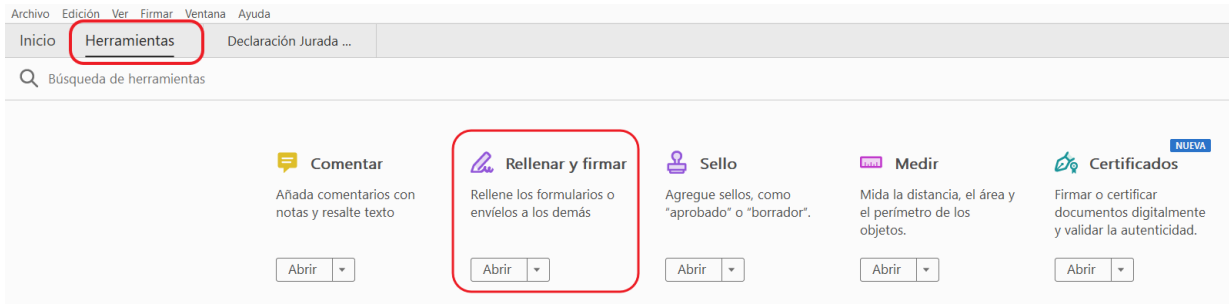 Archivo Edición Ver Firmar Ventana Ayuda
Inicio Herramientas Declaración Jurada ...
Búsqueda de herramientas
NUEVA
Comentar
Añada comentarios con
notas y resalte texto
Abrir
Rellenar y firmar
Rellene los formularios o
envíelos a los demás
Abrir
Sello
Agregue sellos, como
"aprobado" o "borrador".
Abrir
Medir
Mida la distancia, el área y
el perímetro de los
objetos.
Abrir
Certificados
Firmar o certificar
documentos digitalmente
y validar la autenticidad.
Abrir